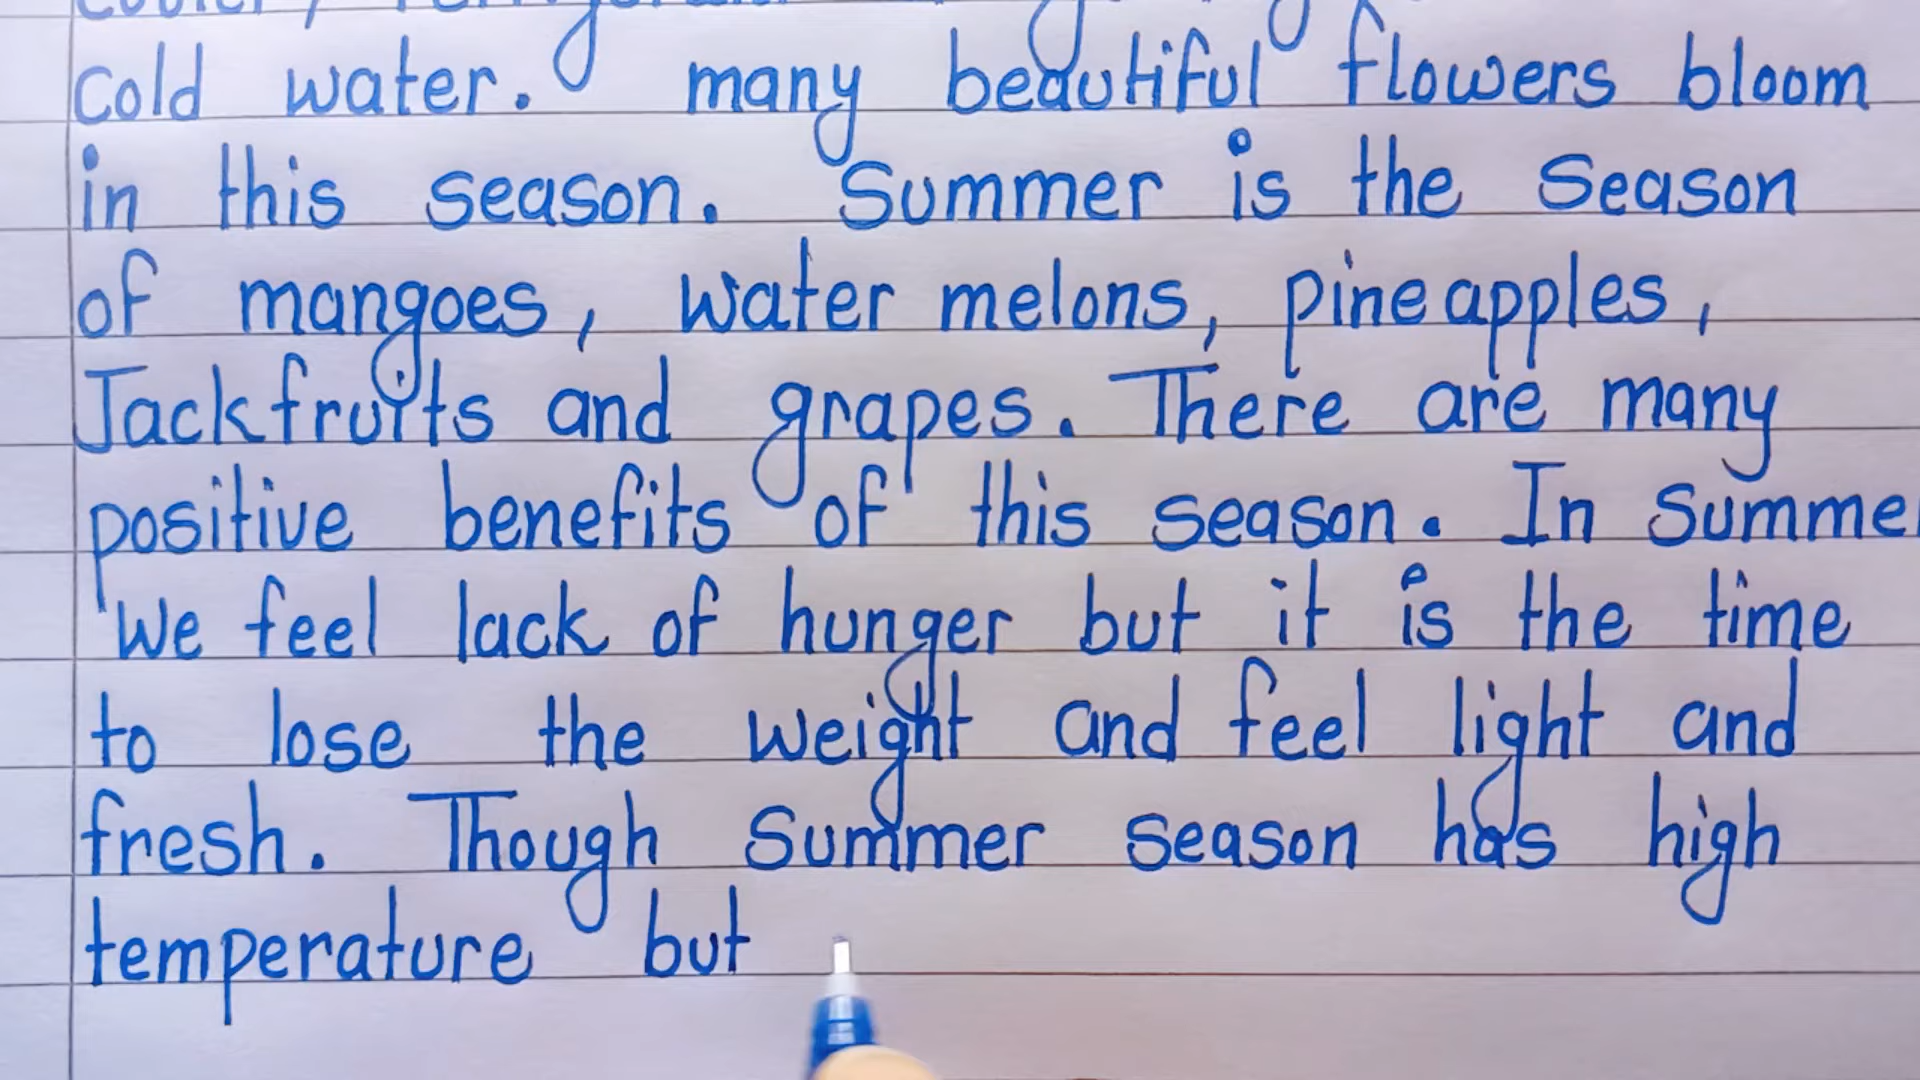 cold water. many beautiful flowers bloom
in this season. Summer is the Season
of mangoes, water melons, pineapples,
Jackfruits and grapes. There are many
positive benefits of this season. In Summe
We feel lack of hunger but it is the time
to lose the weight and feel light and
fresh. Though Summer season has high
temperature but